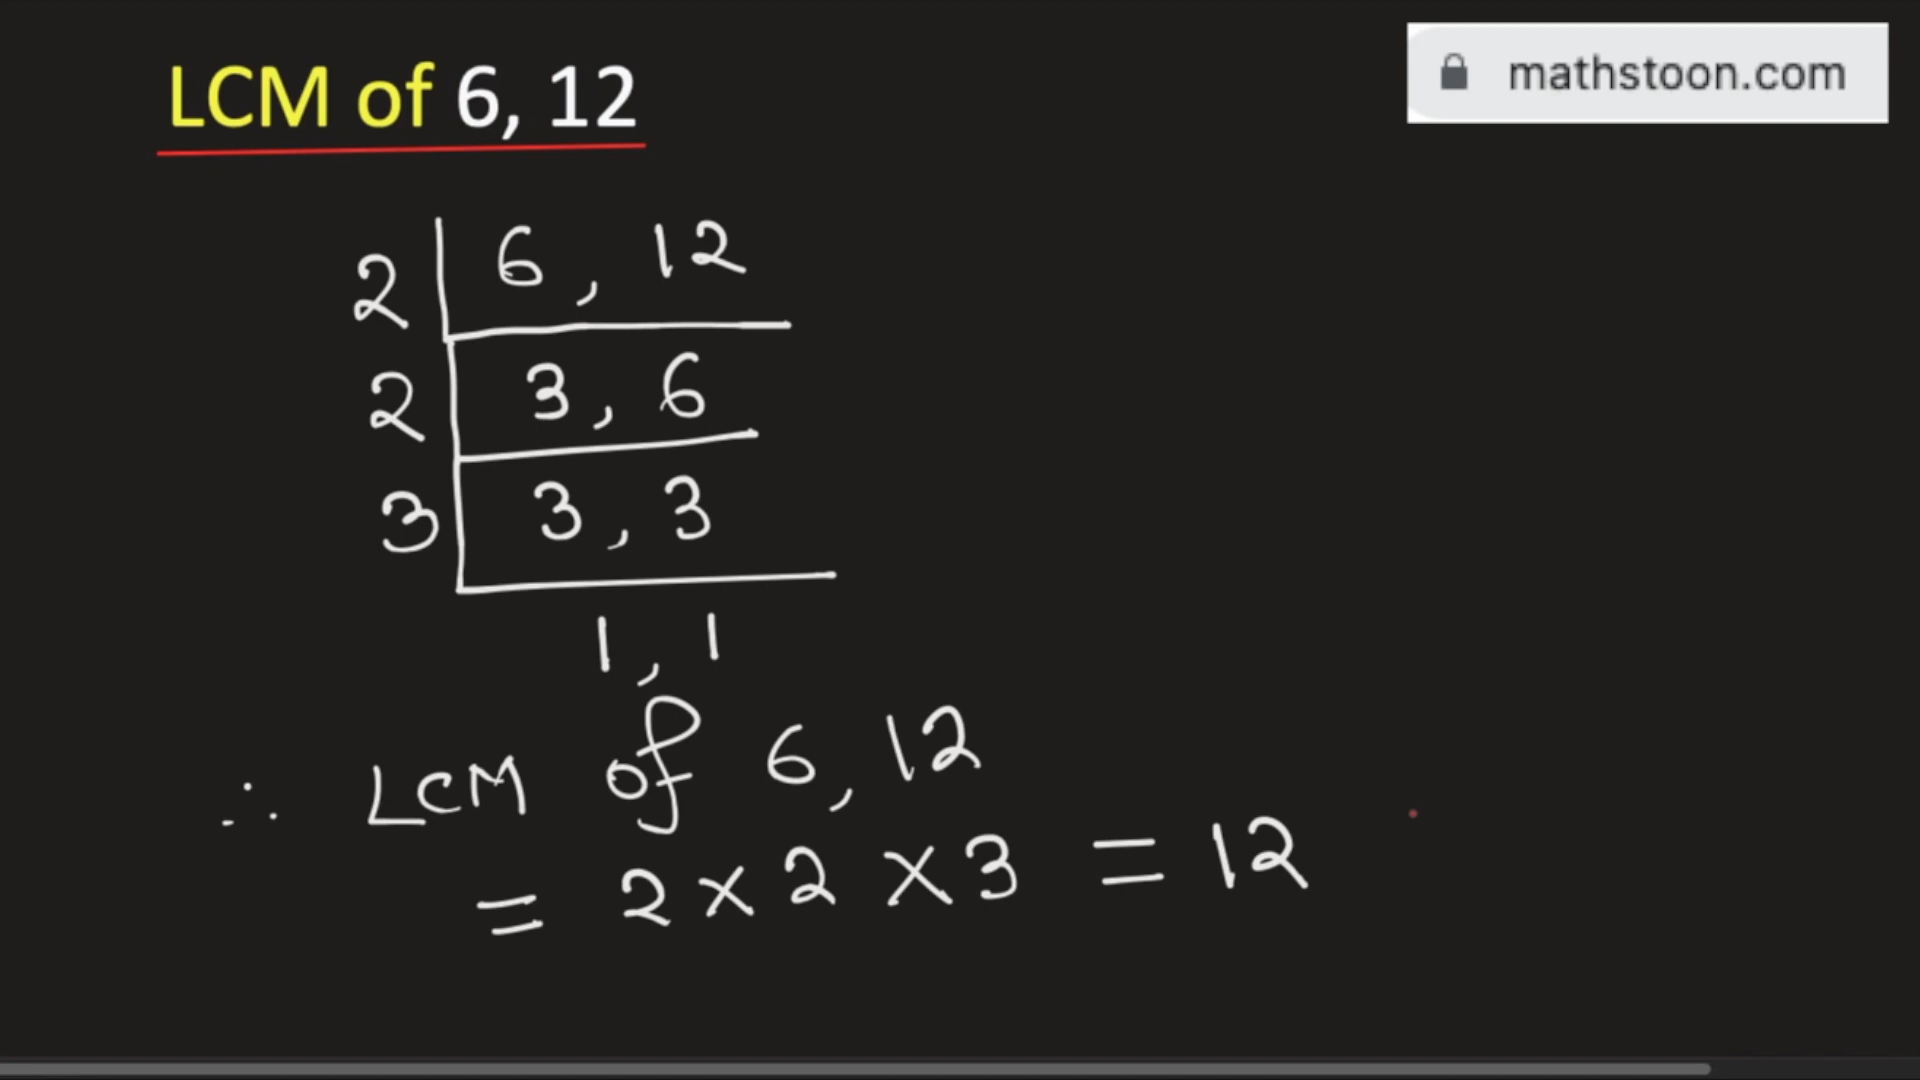 LCM of 6, 12
mathstoon.com
2 | 6, 12
2 | 3, 6
3 | 3, 3
1, 1
∴ LCM of 6, 12
= 2 × 2 × 3 = 12